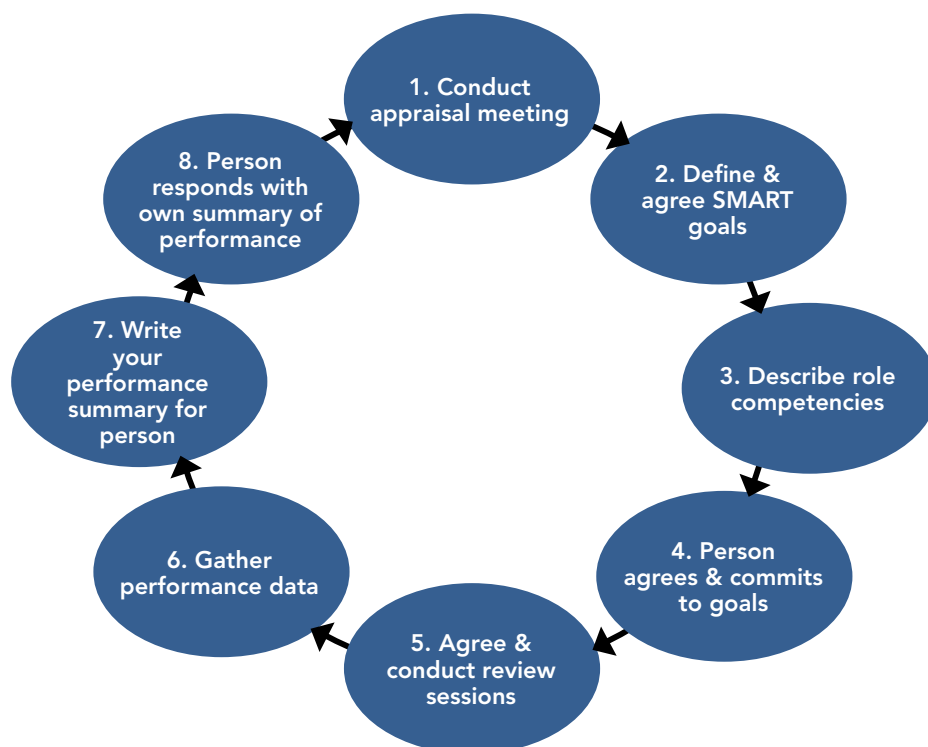 1. Conduct
appraisal meeting
2. Define &
agree SMART
goals
3. Describe role
competencies
4. Person
agrees & commits
to goals
5. Agree &
conduct review
sessions
6. Gather
performance data
7. Write
your
performance
summary for
person
8. Person
responds with
own summary of
performance